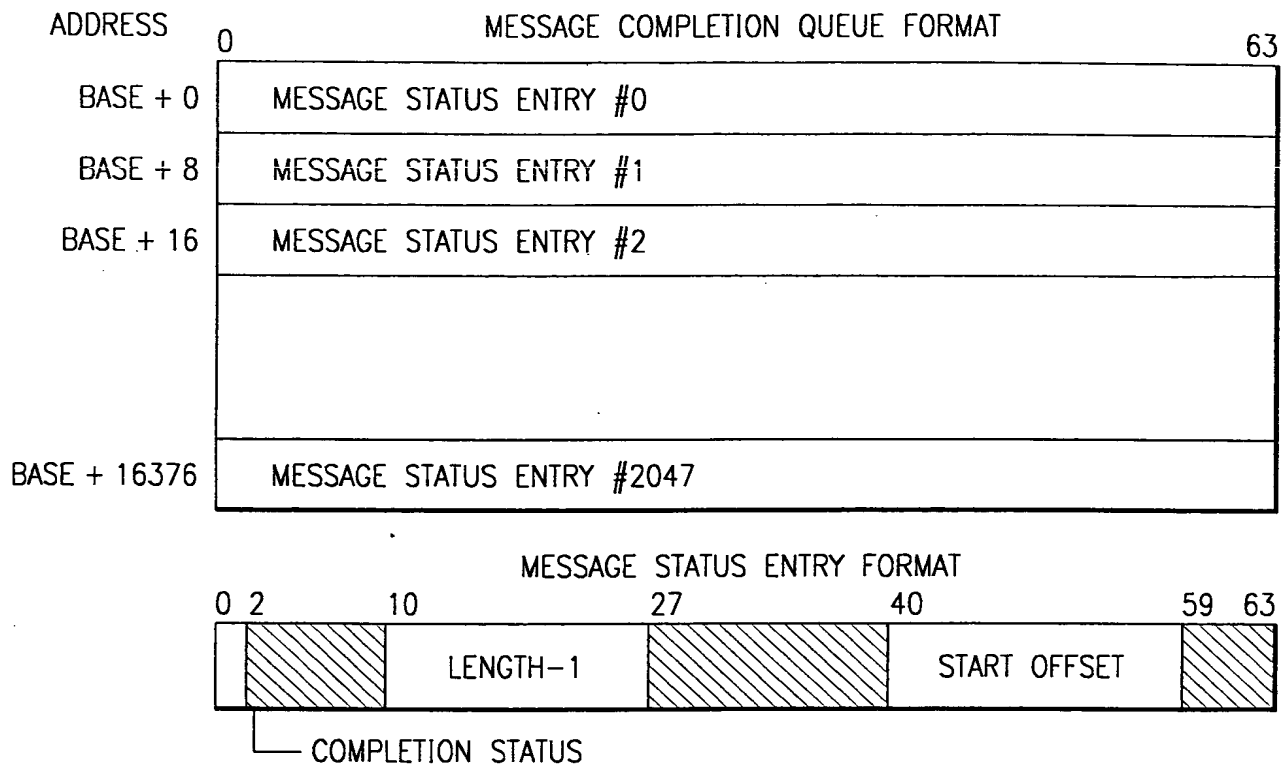 ADDRESS
MESSAGE COMPLETION QUEUE FORMAT
0 63
BASE + 0 MESSAGE STATUS ENTRY #0
BASE + 8 MESSAGE STATUS ENTRY #1
BASE + 16 MESSAGE STATUS ENTRY #2
BASE + 16376 MESSAGE STATUS ENTRY #2047
MESSAGE STATUS ENTRY FORMAT
0 2 10 27 40 59 63
LENGTH-1 START OFFSET
COMPLETION STATUS